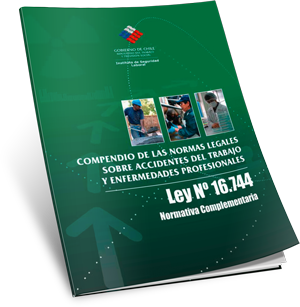 GOBIERNO DE CHILE
Instituto de Seguridad
Laboral
COMPENDIO DE LAS NORMAS LEGALES
SOBRE ACCIDENTES DEL TRABAJO
Y ENFERMEDADES PROFESIONALES
Ley Nº 16.744
Normativa Complementaria